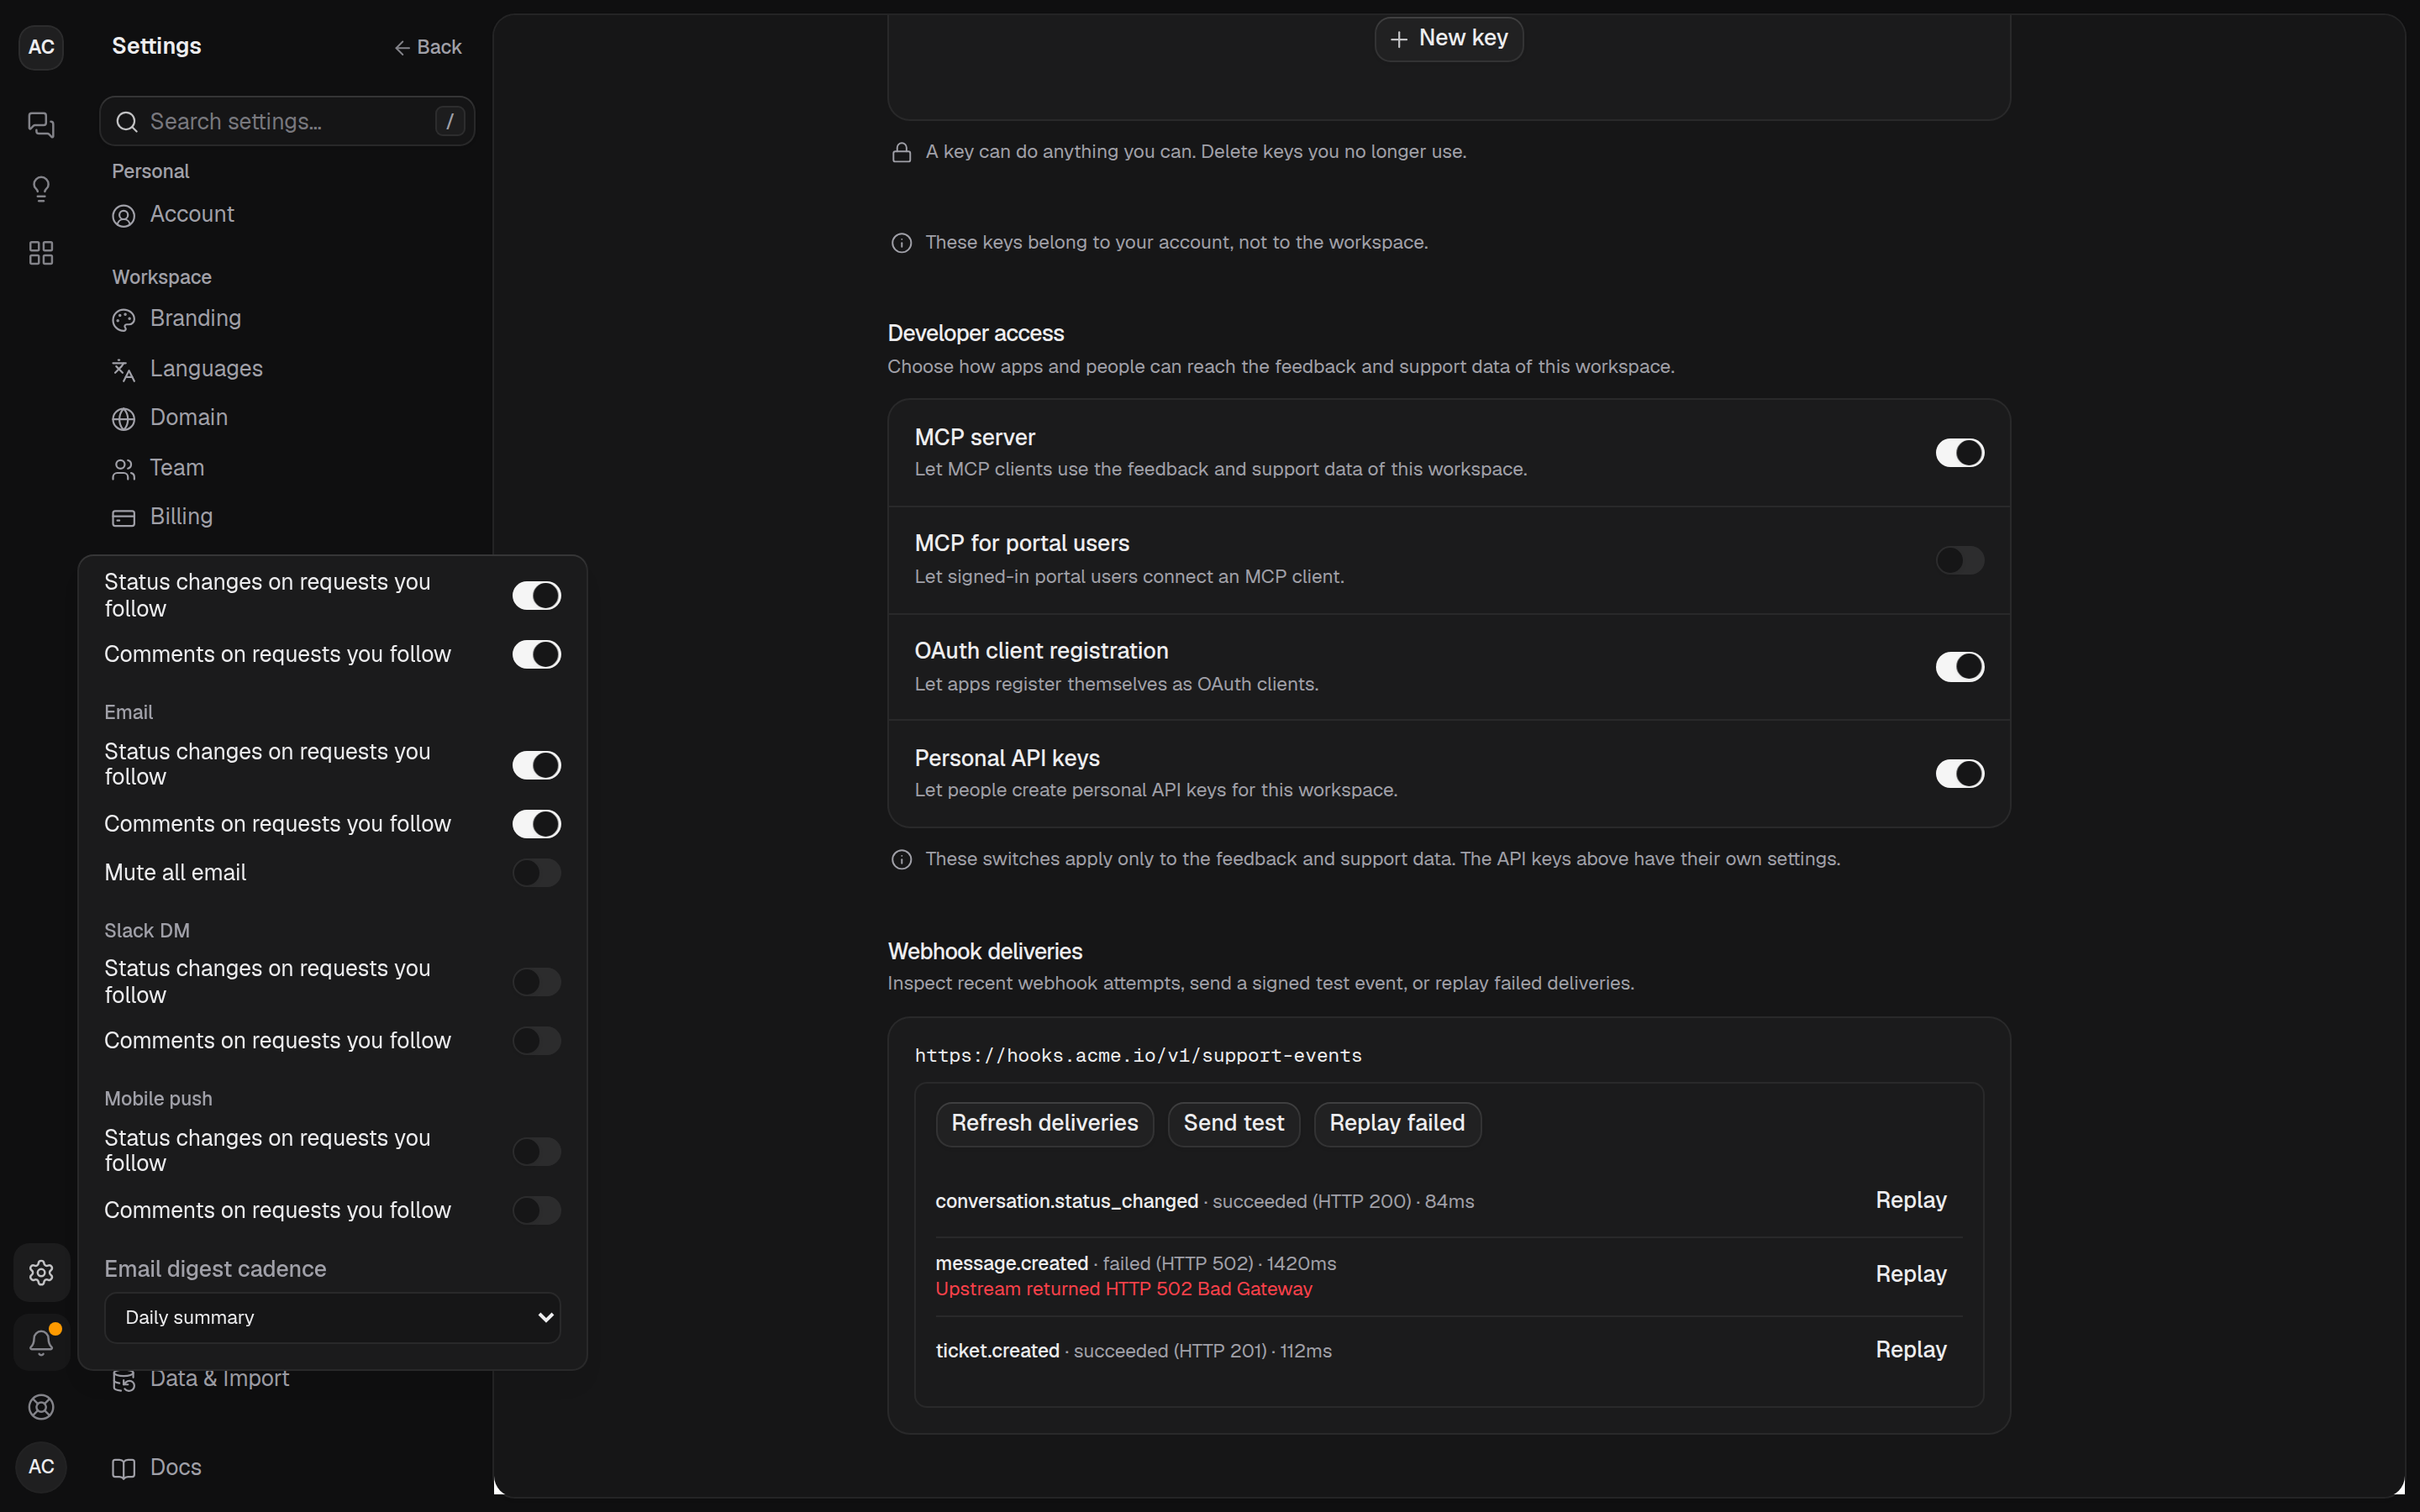 AC
Settings
Back
Search settings...
/
Personal
Account
Workspace
Branding
Languages
Domain
Team
Billing
Status changes on requests you
follow
Comments on requests you follow
Email
Status changes on requests you
follow
Comments on requests you follow
Mute all email
Slack DM
Status changes on requests you
follow
Comments on requests you follow
Mobile push
Status changes on requests you
follow
Comments on requests you follow
Email digest cadence
Daily summary
Data & Import
Docs
AC
New key
A key can do anything you can. Delete keys you no longer use.
These keys belong to your account, not to the workspace.
Developer access
Choose how apps and people can reach the feedback and support data of this workspace.
MCP server
Let MCP clients use the feedback and support data of this workspace.
MCP for portal users
Let signed-in portal users connect an MCP client.
OAuth client registration
Let apps register themselves as OAuth clients.
Personal API keys
Let people create personal API keys for this workspace.
These switches apply only to the feedback and support data. The API keys above have their own settings.
Webhook deliveries
Inspect recent webhook attempts, send a signed test event, or replay failed deliveries.
https://hooks.acme.io/v1/support-events
Refresh deliveries
Send test
Replay failed
conversation.status_changed · succeeded (HTTP 200) · 84ms
Replay
message.created · failed (HTTP 502) · 1420ms
Upstream returned HTTP 502 Bad Gateway
Replay
ticket.created · succeeded (HTTP 201) · 112ms
Replay